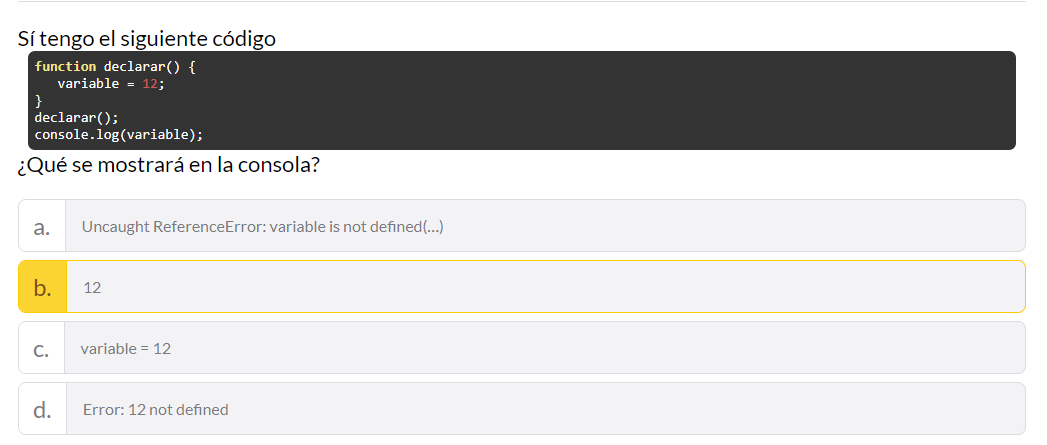 Sí tengo el siguiente código
function declarar() {
   variable = 12;
}
declarar();
console.log(variable);
¿Qué se mostrará en la consola?
a. Uncaught ReferenceError: variable is not defined(...)
b. 12
c. variable = 12
d. Error: 12 not defined